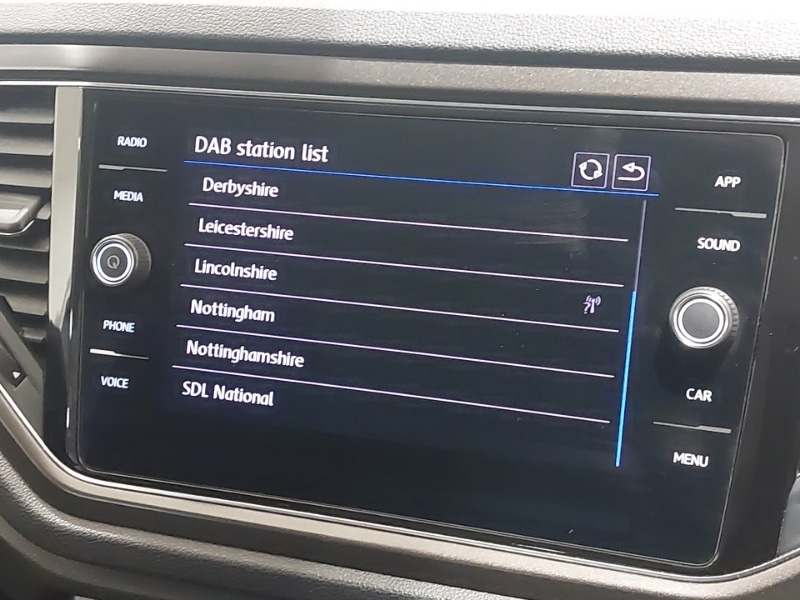 RADIO
MEDIA
PHONE
VOICE
DAB station list
Derbyshire
Leicestershire
Lincolnshire
Nottingham
Nottinghamshire
SDL National
APP
SOUND
CAR
MENU